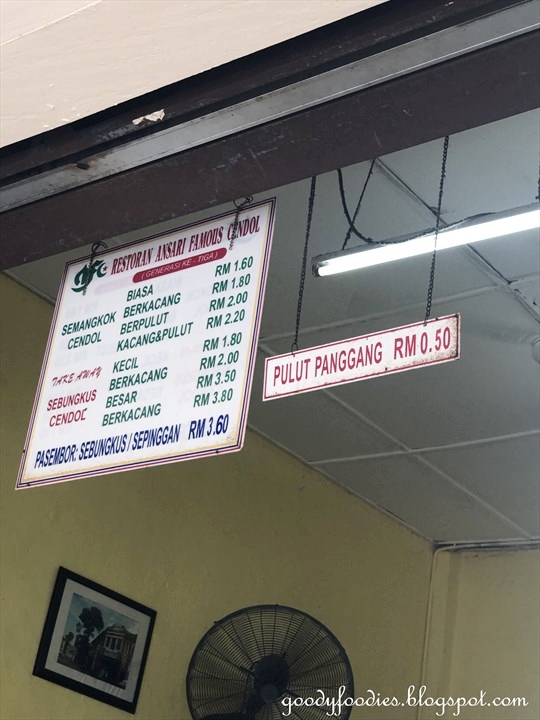 AFC RESTORAN ANSARI FAMOUS CENDOL
( GENERASI KE - TIGA )
SEMANGKOK CENDOL
BIASA RM 1.60
BERKACANG RM 1.80
BERPULUT RM 2.00
KACANG&PULUT RM 2.20
TAKE AWAY
SEBUNGKUS CENDOL
KECIL RM 1.80
BERKACANG RM 2.00
BESAR RM 3.50
BERKACANG RM 3.80
PASEMBOR: SEBUNGKUS / SEPINGGAN RM 3.60
PULUT PANGGANG RM 0.50
goodyfoodies.blogspot.com